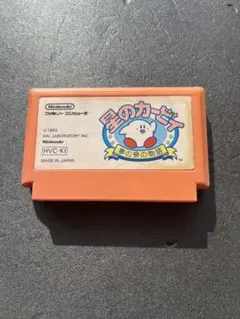 Nintendo
ファミリー コンピュータ
©1993
HAL LABORATORY INC.
Nintendo
HVC-KI
MADE IN JAPAN
星のカービィ
夢の泉の物語